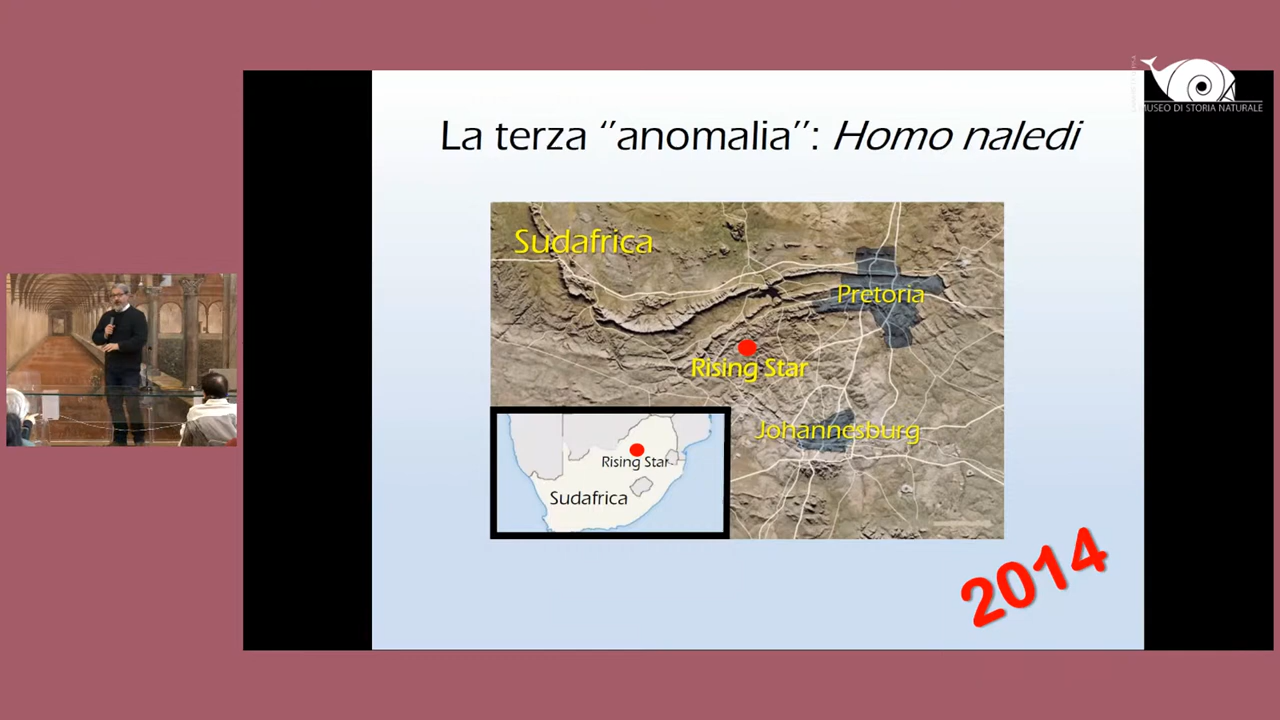 MUSEO DI STORIA NATURALE
La terza "anomalia": Homo naledi
Sudafrica
Pretoria
Rising Star
Johannesburg
Rising Star
Sudafrica
2014